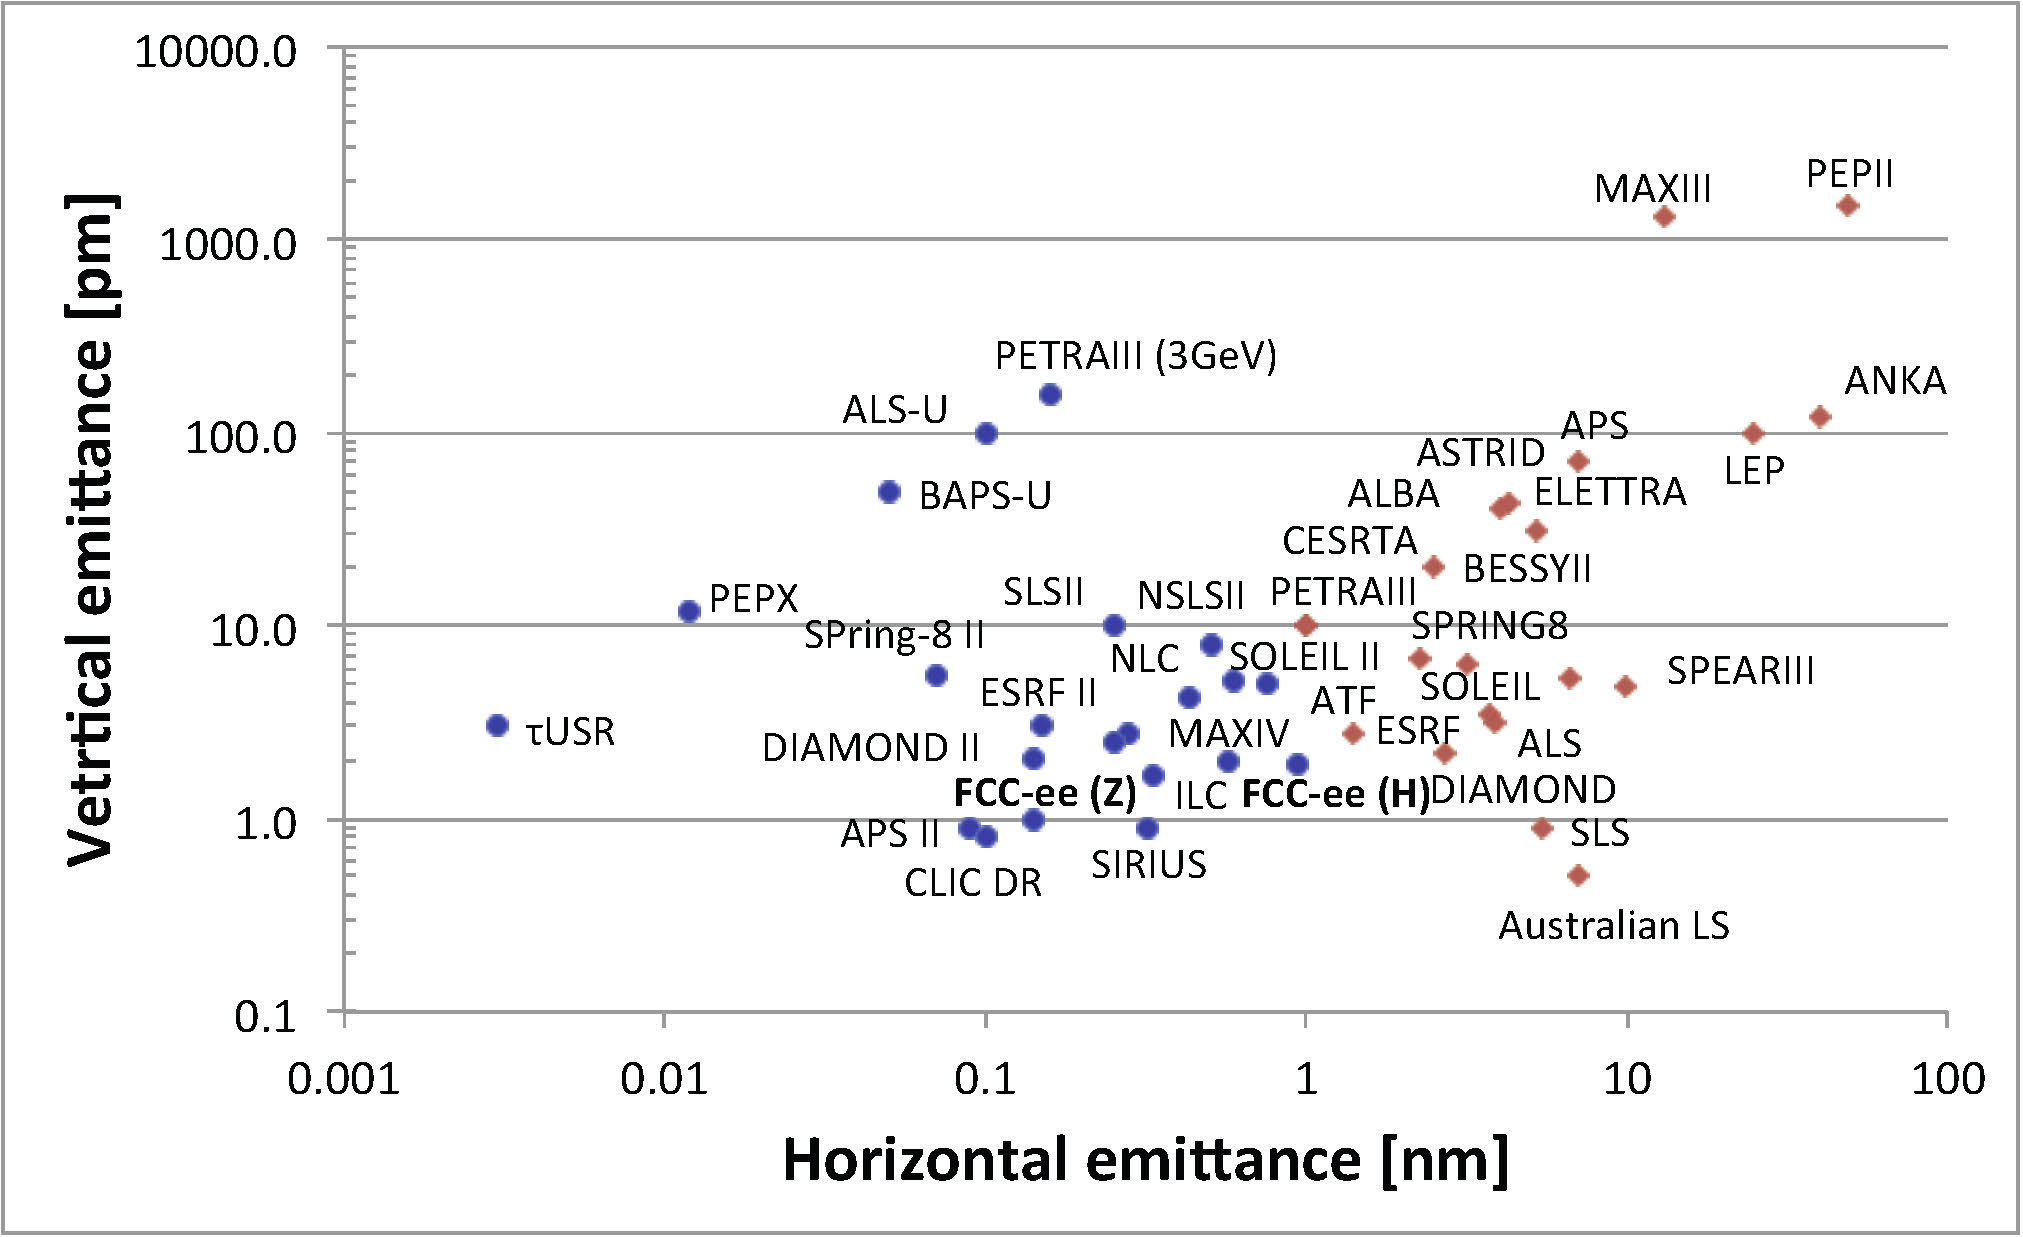 10000.0
PEPII
MAXIII
1000.0
PETRAIII (3GeV)
ANKA
ALS-U
APS
100.0
ASTRID
LEP
ALBA
ELETTRA
BAPS-U
CESRTA
BESSYII
SLSII
NSLSII
PETRAIII
PEPX
SPRING8
10.0
SPring-8 II
NLC
SOLEIL II
SPEARIII
SOLEIL
ESRF II
ATF
τUSR
ESRF
MAXIV
ALS
DIAMOND II
DIAMOND
FCC-ee (Z)
ILC
FCC-ee (H)
1.0
APS II
SLS
SIRIUS
CLIC DR
Australian LS
0.1
Vetrtical emittance [pm]
0.001
0.01
0.1
1
10
100
Horizontal emittance [nm]